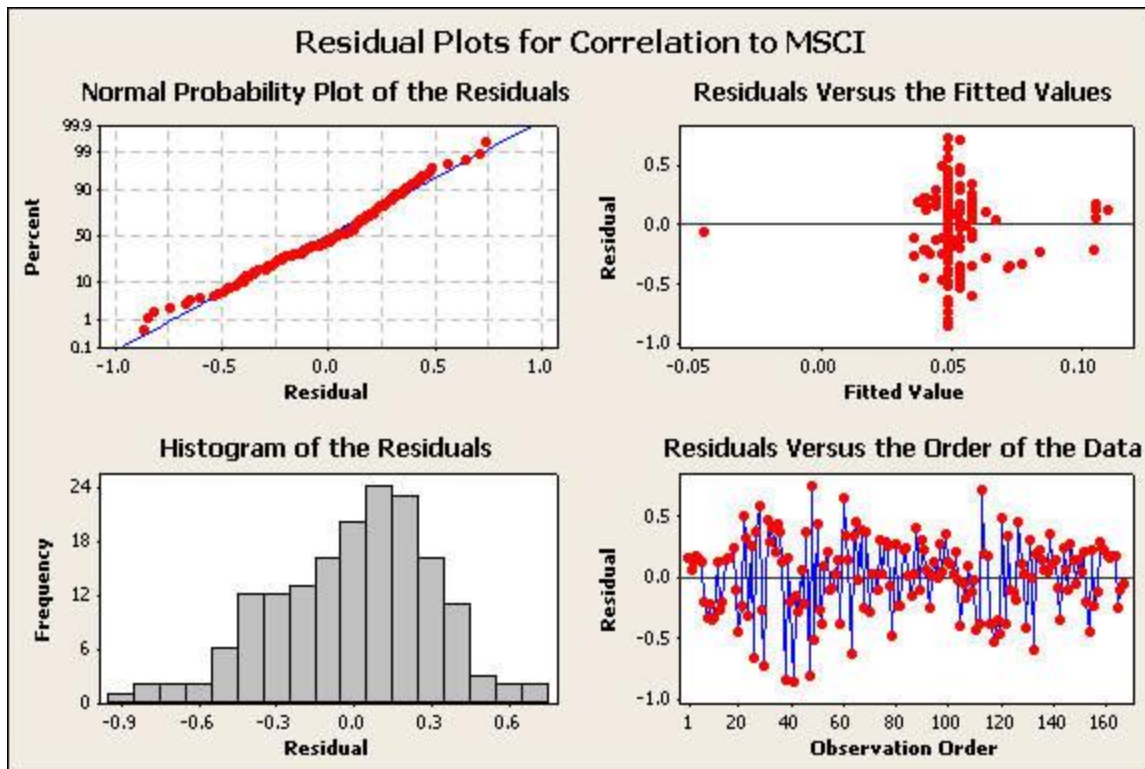 Residual Plots for Correlation to MSCI
Normal Probability Plot of the Residuals
99.9
99
90
50
10
1
0.1
Percent
-1.0 -0.5 0.0 0.5 1.0
Residual
Residuals Versus the Fitted Values
0.5
0.0
-0.5
-1.0
Residual
-0.05 0.00 0.05 0.10
Fitted Value
Histogram of the Residuals
24
18
12
6
0
Frequency
-0.9 -0.6 -0.3 0.0 0.3 0.6
Residual
Residuals Versus the Order of the Data
0.5
0.0
-0.5
-1.0
Residual
1 20 40 60 80 100 120 140 160
Observation Order